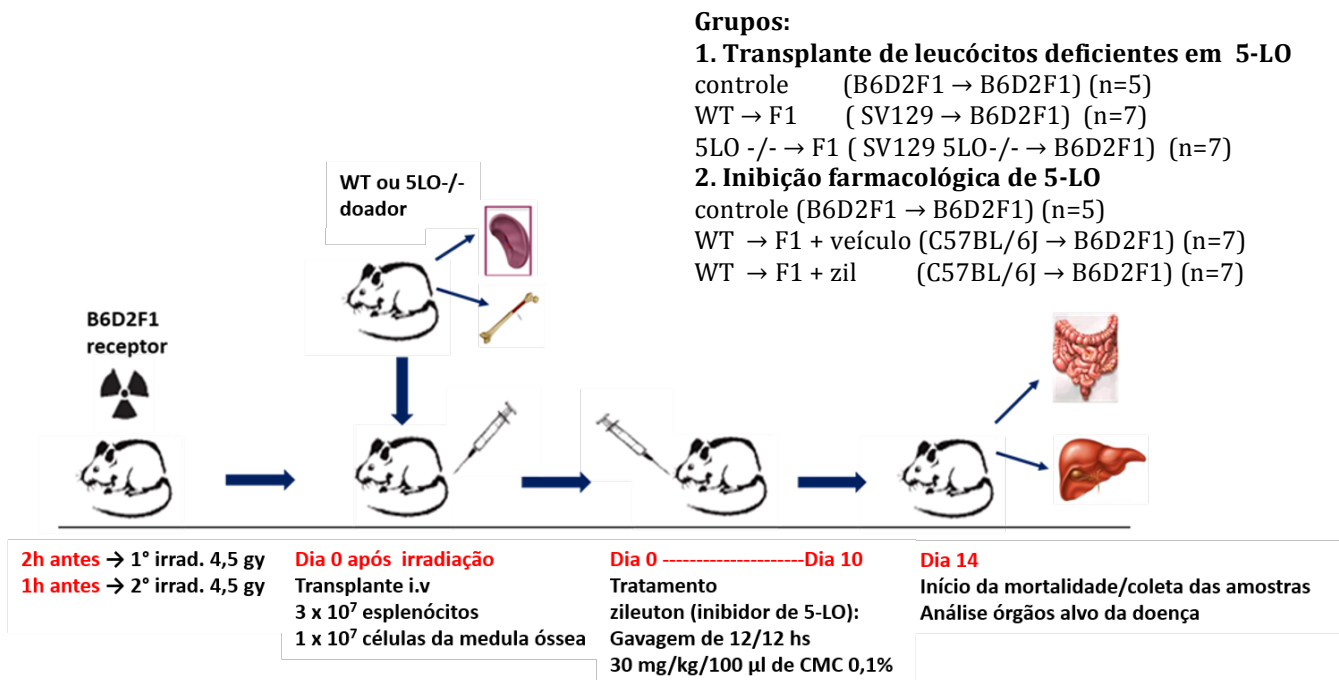 Grupos:
1. Transplante de leucócitos deficientes em 5-LO
controle (B6D2F1 → B6D2F1) (n=5)
WT → F1 ( SV129 → B6D2F1) (n=7)
5LO -/- → F1 ( SV129 5LO-/- → B6D2F1) (n=7)
2. Inibição farmacológica de 5-LO
controle (B6D2F1 → B6D2F1) (n=5)
WT → F1 + veículo (C57BL/6J → B6D2F1) (n=7)
WT → F1 + zil (C57BL/6J → B6D2F1) (n=7)
WT ou 5LO-/-
doador
B6D2F1
receptor
2h antes → 1° irrad. 4,5 gy
1h antes → 2° irrad. 4,5 gy
Dia 0 após irradiação
Transplante i.v
3 x 10⁷ esplenócitos
1 x 10⁷ células da medula óssea
Dia 0 ---------------------Dia 10
Tratamento
zileuton (inibidor de 5-LO):
Gavagem de 12/12 hs
30 mg/kg/100 µl de CMC 0,1%
Dia 14
Início da mortalidade/coleta das amostras
Análise órgãos alvo da doença